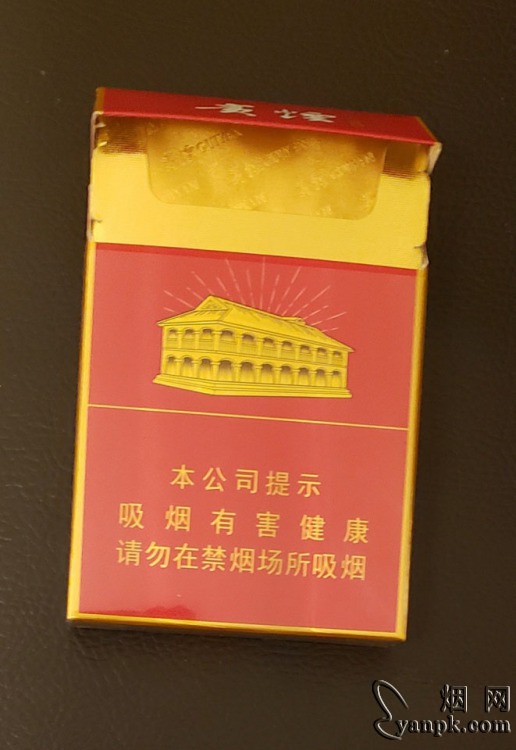 本公司提示
吸烟有害健康
请勿在禁烟场所吸烟
烟网
yanpk.com